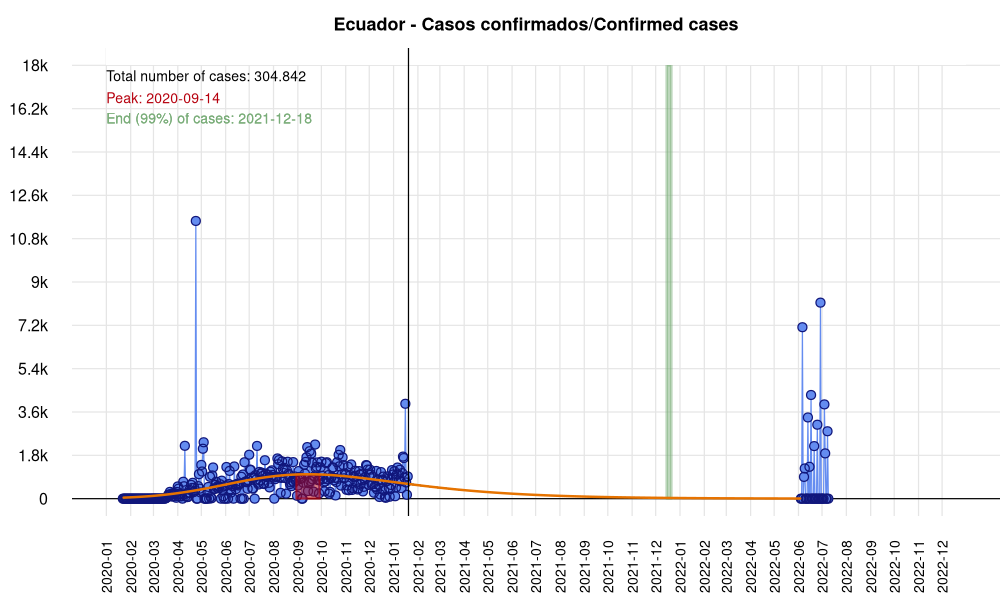 Ecuador - Casos confirmados/Confirmed cases
18k
16.2k
14.4k
12.6k
10.8k
9k
7.2k
5.4k
3.6k
1.8k
0
Total number of cases: 304.842
Peak: 2020-09-14
End (99%) of cases: 2021-12-18
2020-01
2020-02
2020-03
2020-04
2020-05
2020-06
2020-07
2020-08
2020-09
2020-10
2020-11
2020-12
2021-01
2021-02
2021-03
2021-04
2021-05
2021-06
2021-07
2021-08
2021-09
2021-10
2021-11
2021-12
2022-01
2022-02
2022-03
2022-04
2022-05
2022-06
2022-07
2022-08
2022-09
2022-10
2022-11
2022-12